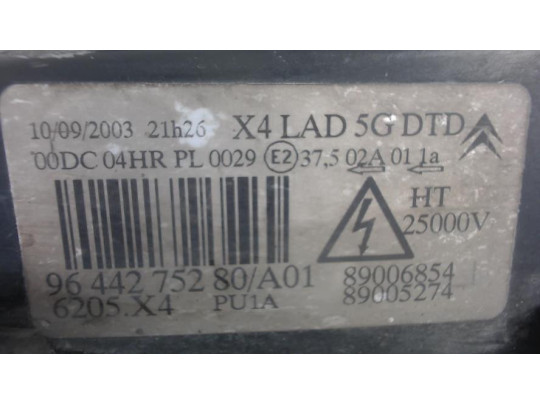 10/09/2003 21h26 X4 LAD 5G DTD
00DC 04HR PL 0029 E2 37,5 02A 01 1a
HT
25000V
96 442 752 80/A01 89006854
6205.X4 PU1A 89005274